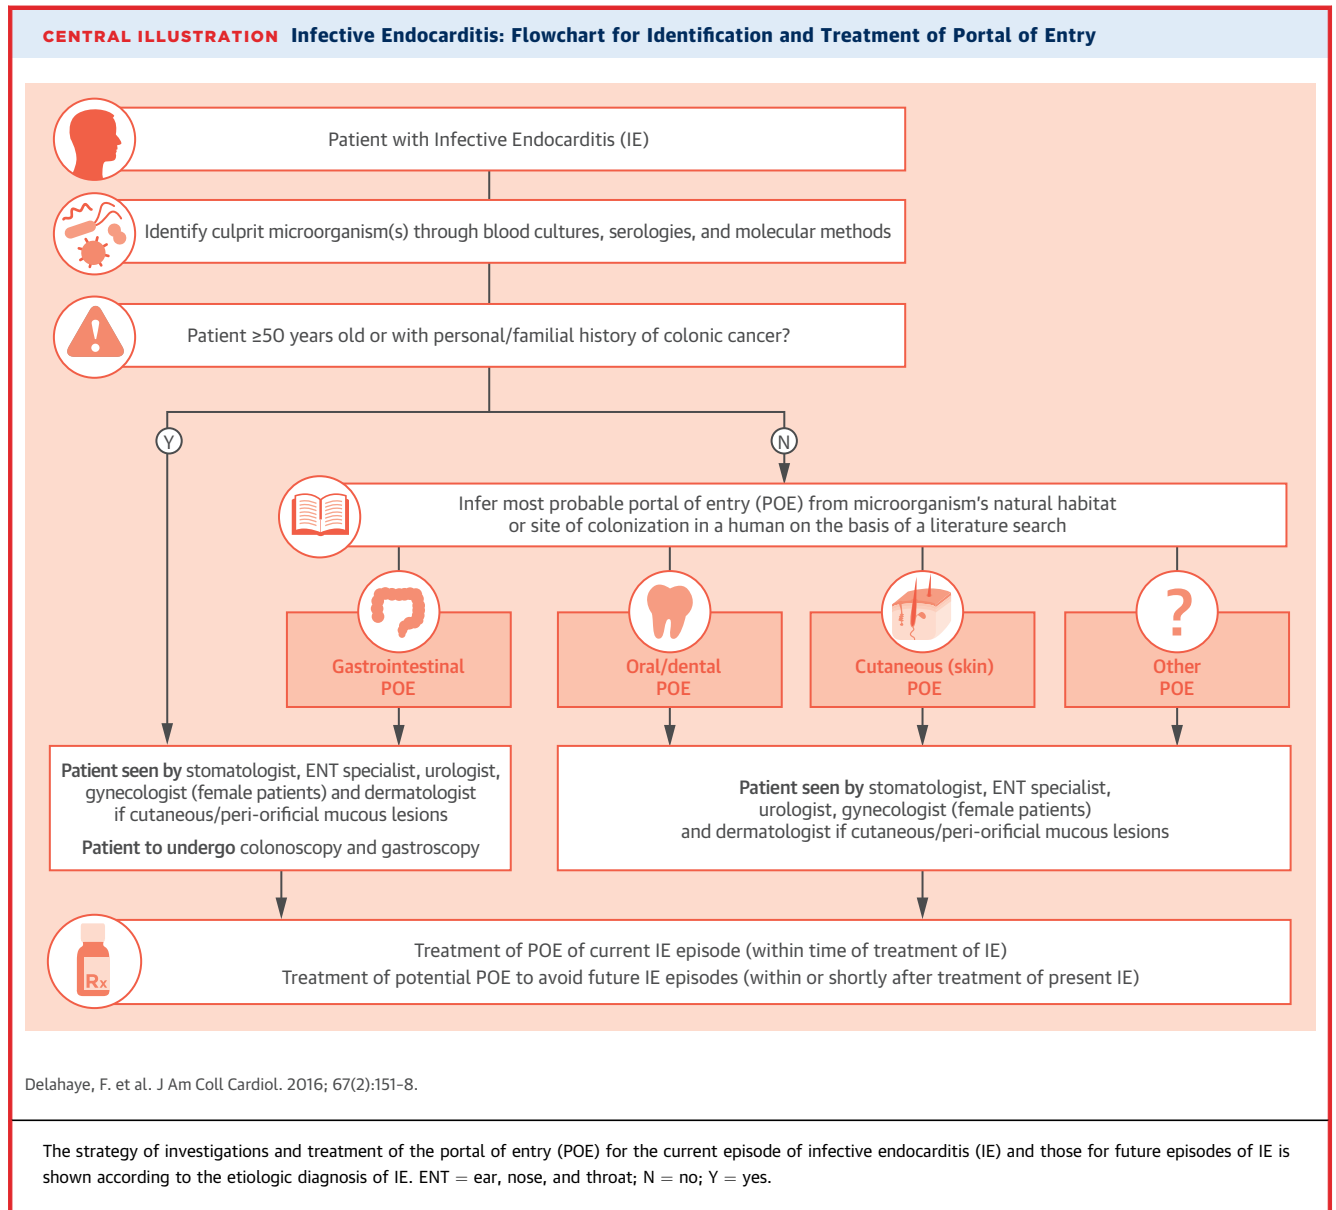 CENTRAL ILLUSTRATION Infective Endocarditis: Flowchart for Identification and Treatment of Portal of Entry
Patient with Infective Endocarditis (IE)
Identify culprit microorganism(s) through blood cultures, serologies, and molecular methods
Patient ≥50 years old or with personal/familial history of colonic cancer?
Y
N
Infer most probable portal of entry (POE) from microorganism's natural habitat
or site of colonization in a human on the basis of a literature search
Gastrointestinal
POE
Oral/dental
POE
Cutaneous (skin)
POE
?
Other
POE
Patient seen by stomatologist, ENT specialist, urologist,
gynecologist (female patients) and dermatologist
if cutaneous/peri-orificial mucous lesions
Patient to undergo colonoscopy and gastroscopy
Patient seen by stomatologist, ENT specialist,
urologist, gynecologist (female patients)
and dermatologist if cutaneous/peri-orificial mucous lesions
Rx
Treatment of POE of current IE episode (within time of treatment of IE)
Treatment of potential POE to avoid future IE episodes (within or shortly after treatment of present IE)
Delahaye, F. et al. J Am Coll Cardiol. 2016; 67(2):151–8.
The strategy of investigations and treatment of the portal of entry (POE) for the current episode of infective endocarditis (IE) and those for future episodes of IE is
shown according to the etiologic diagnosis of IE. ENT = ear, nose, and throat; N = no; Y = yes.